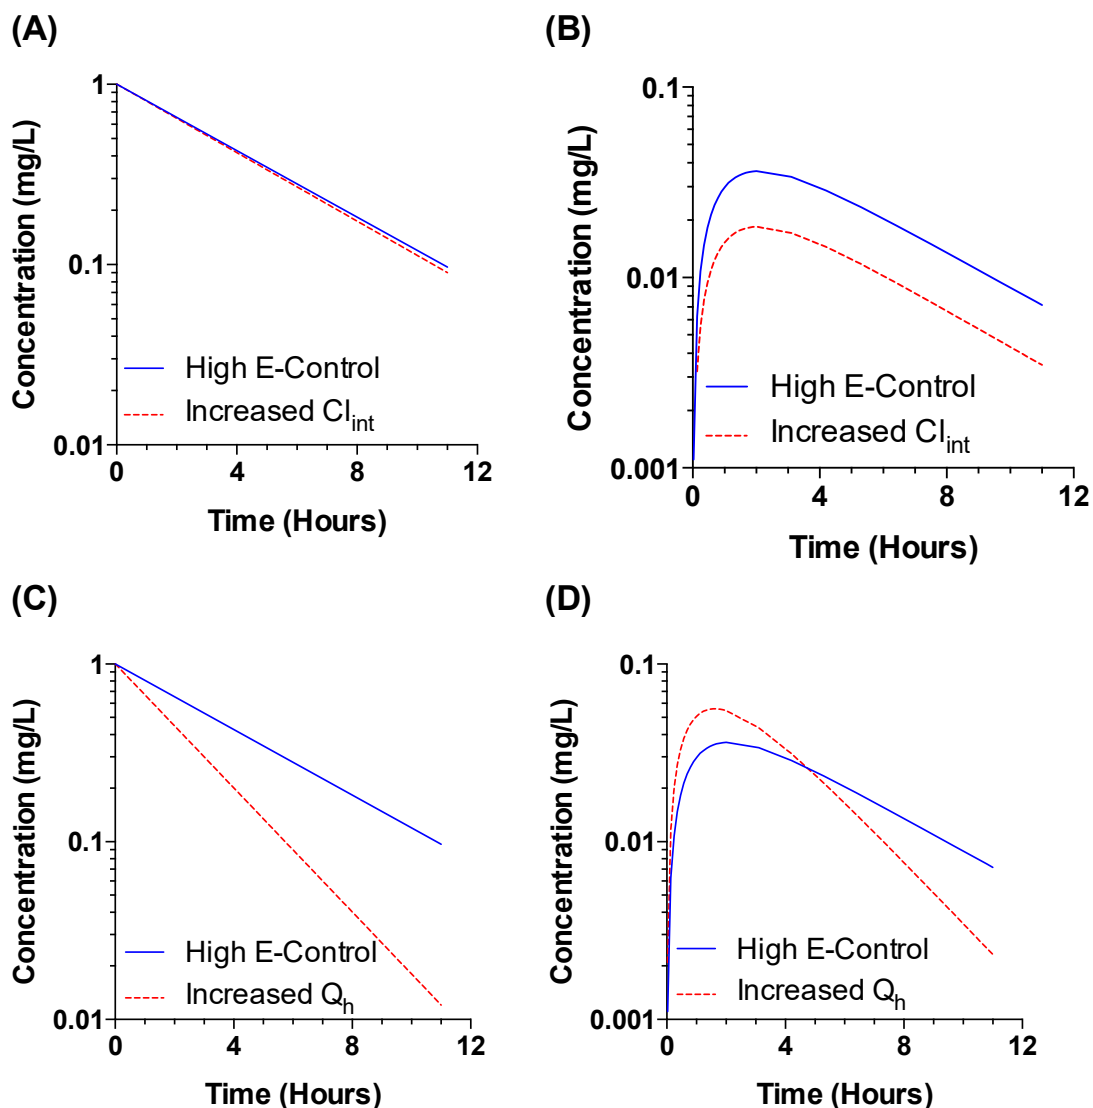 (A)
Concentration (mg/L)
1
0.1
0.01
0
4
8
12
Time (Hours)
High E-Control
Increased Cl_int
(B)
Concentration (mg/L)
0.1
0.01
0.001
0
4
8
12
Time (Hours)
High E-Control
Increased Cl_int
(C)
Concentration (mg/L)
1
0.1
0.01
0
4
8
12
Time (Hours)
High E-Control
Increased Q_h
(D)
Concentration (mg/L)
0.1
0.01
0.001
0
4
8
12
Time (Hours)
High E-Control
Increased Q_h